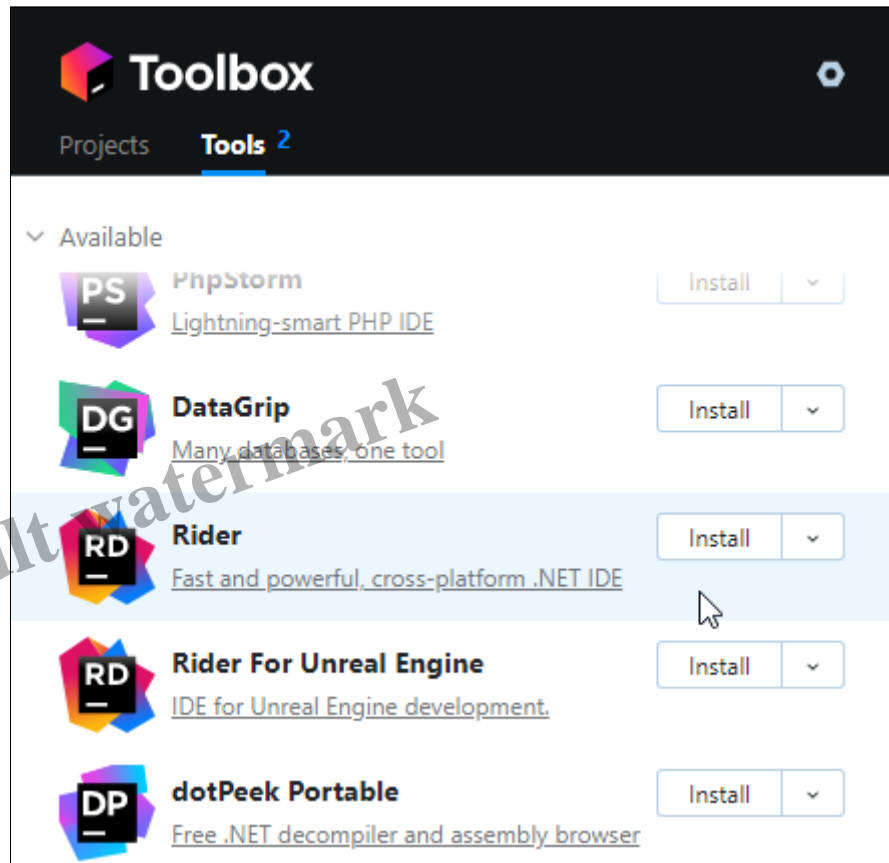 Toolbox
Projects Tools 2
Available
PS PhpStorm Install
Lightning-smart PHP IDE
DG DataGrip Install
Many databases, one tool
RD Rider Install
Fast and powerful, cross-platform .NET IDE
RD Rider For Unreal Engine Install
IDE for Unreal Engine development.
DP dotPeek Portable Install
Free .NET decompiler and assembly browser
watermark